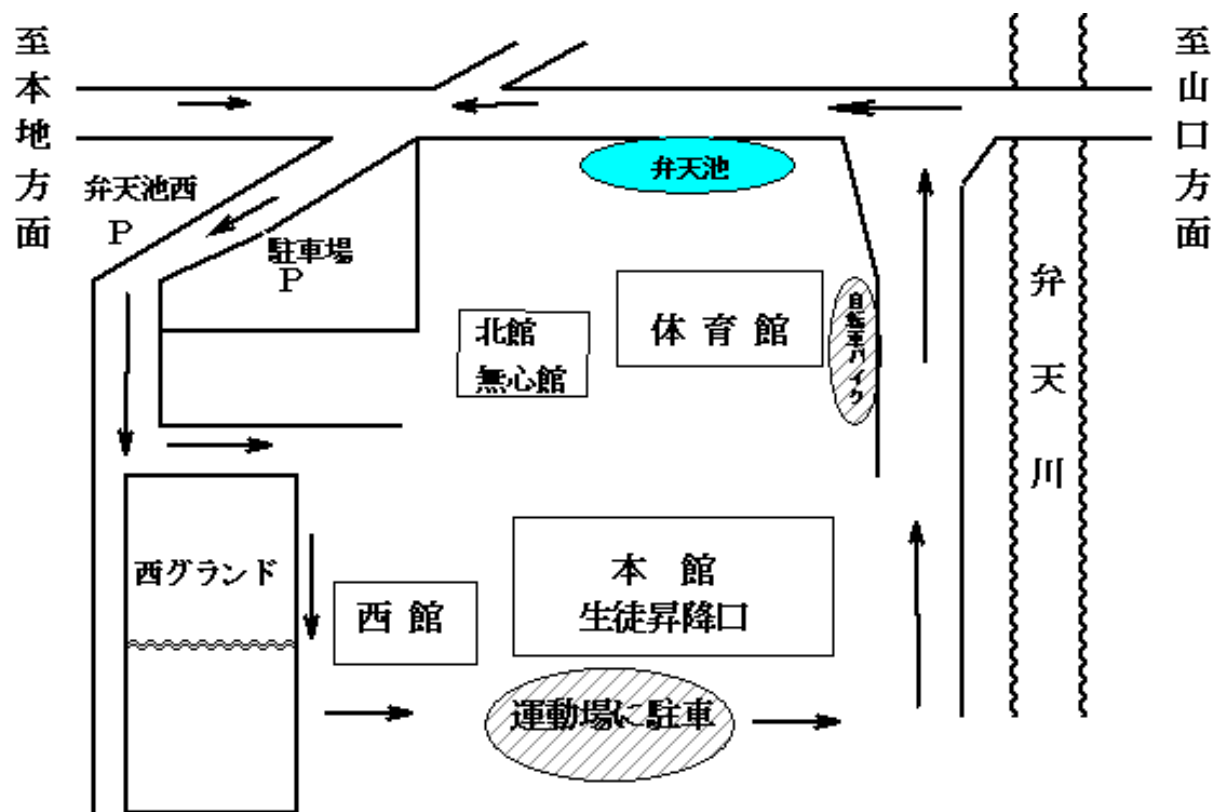 至本地方面
至山口方面
弁天池
弁天池西
P
駐車場
P
北館
無心館
体育館
自転車バイク
弁天川
西グランド
西館
本館
生徒昇降口
運動場に駐車